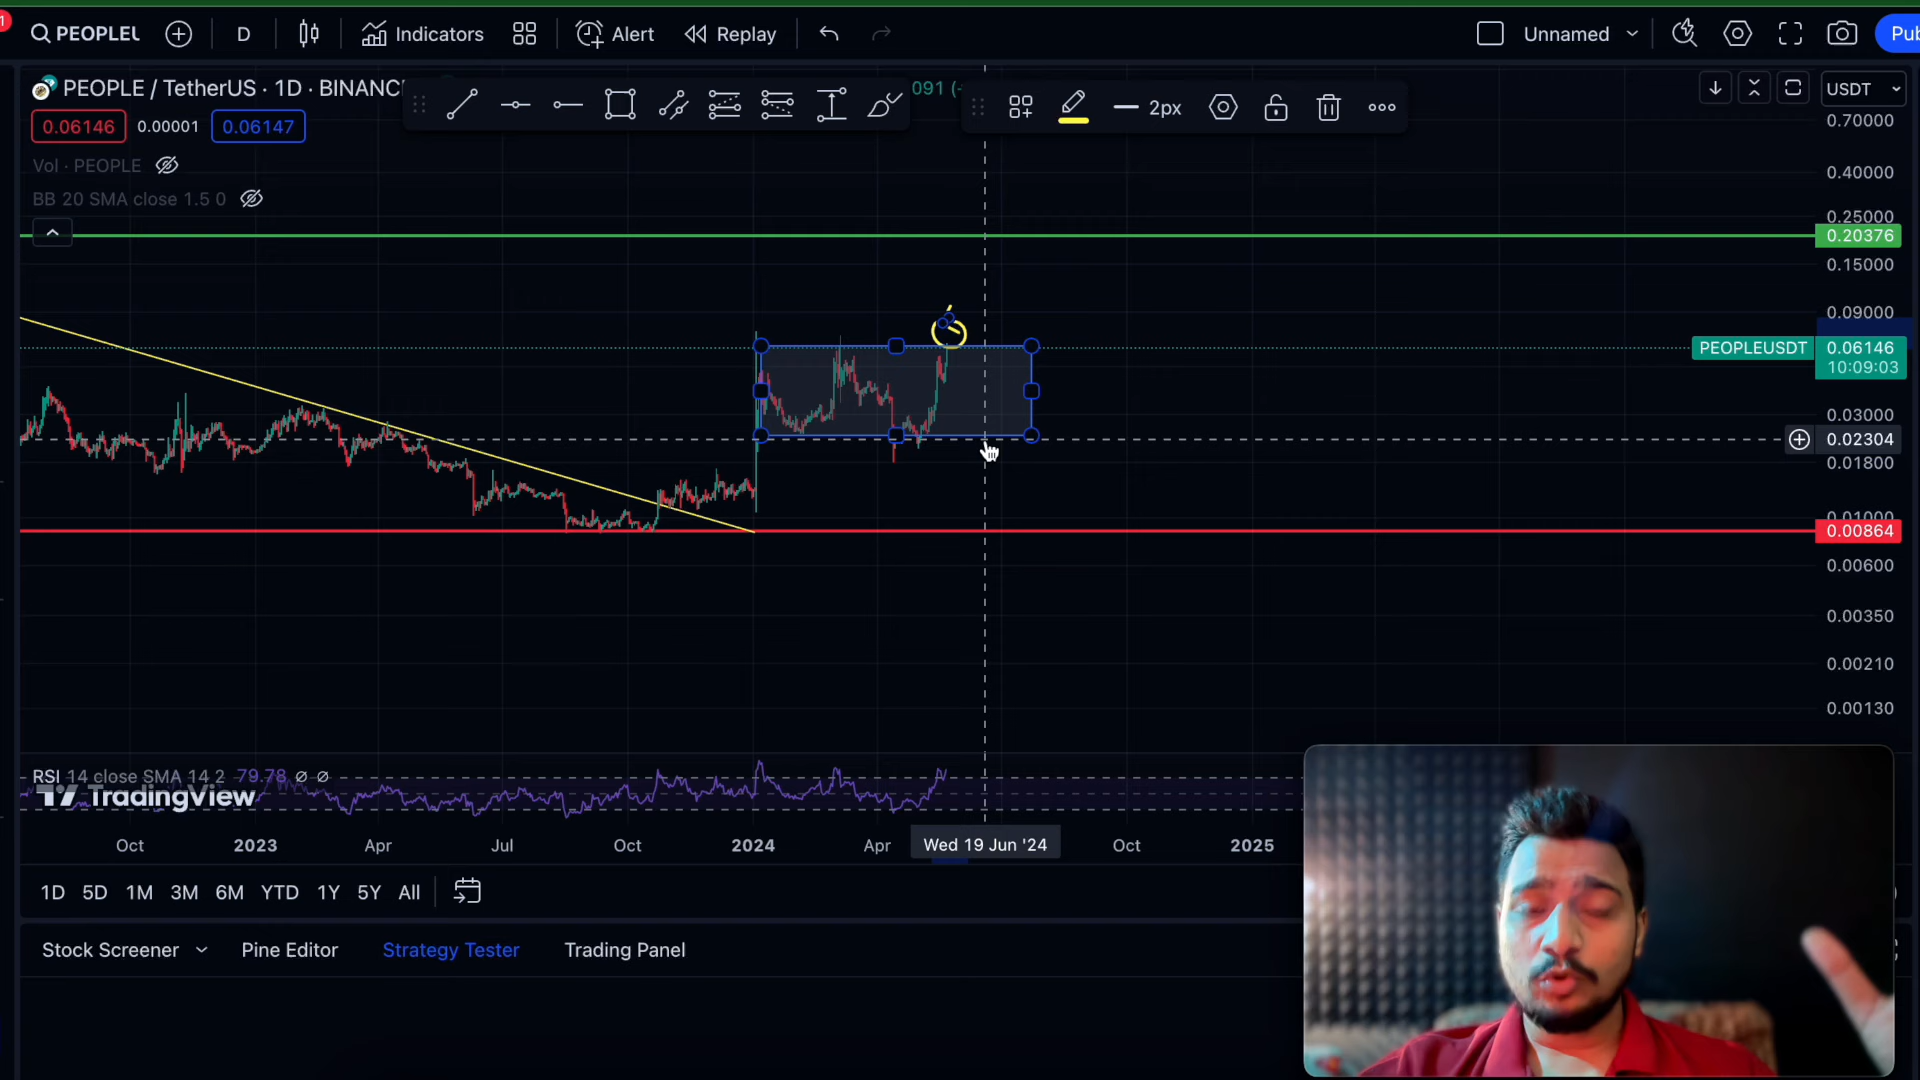 PEOPLEU
D
Indicators
Alert
Replay
Unnamed
Pub
PEOPLE / TetherUS · 1D · BINANC
091 (-
2px
USDT
0.06146
0.00001
0.06147
Vol · PEOPLE
BB 20 SMA close 1.5 0
0.70000
0.40000
0.25000
0.20376
0.15000
0.09000
PEOPLEUSDT
0.06146
10:09:03
0.03000
0.02304
0.01800
0.01000
0.00864
0.00600
0.00350
0.00210
0.00130
RSI 14 close SMA 14 2 79.78 ∅ ∅
TradingView
Oct
2023
Apr
Jul
Oct
2024
Apr
Wed 19 Jun '24
Oct
2025
1D
5D
1M
3M
6M
YTD
1Y
5Y
All
Stock Screener
Pine Editor
Strategy Tester
Trading Panel